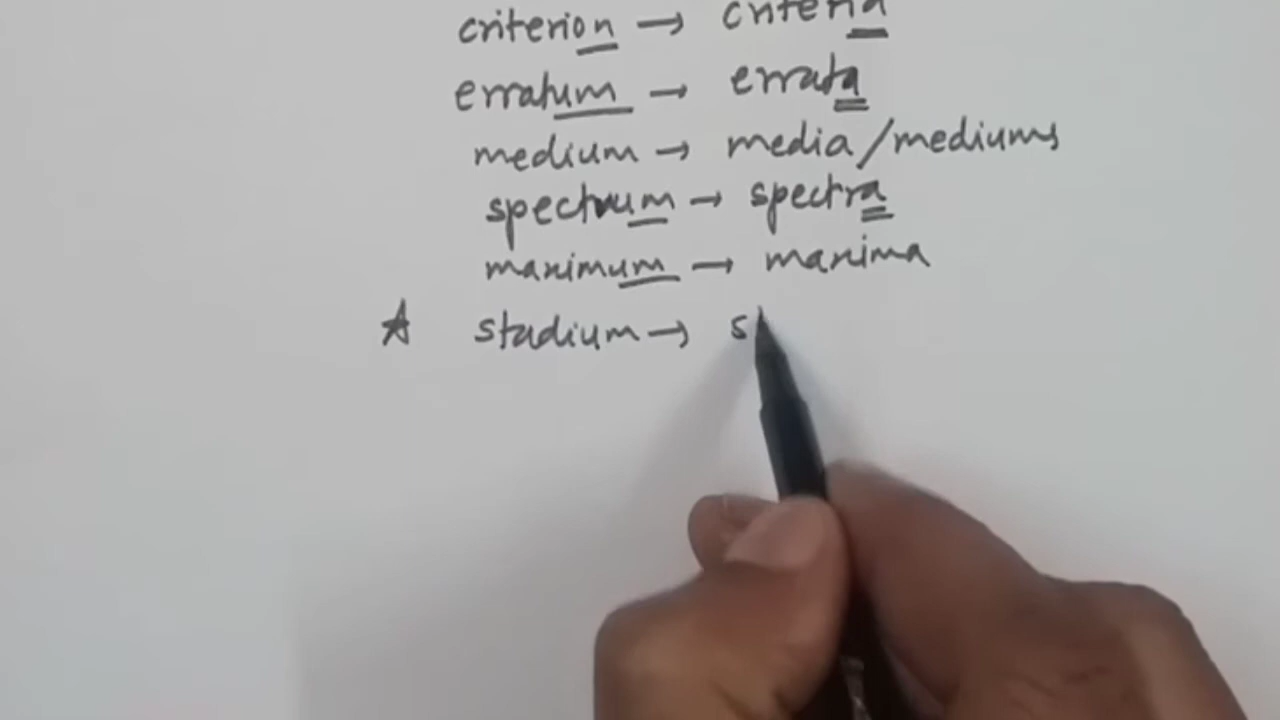 criterion → criteria
erratum → errata
medium → media/mediums
spectrum → spectra
maximum → maxima
☆ stadium → s